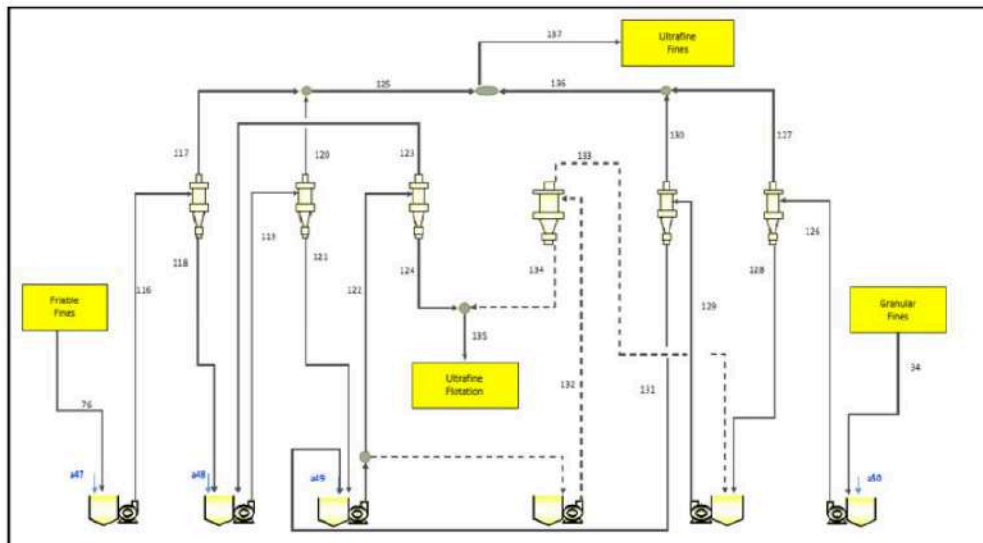 137
Ultrafine
Fines
125
136
117
120
123
133
130
127
116
118
119
121
122
124
134
129
128
126
Friable
Fines
Granular
Fines
135
Ultrafine
Flotation
132
131
34
76
a47
a48
a49
a50